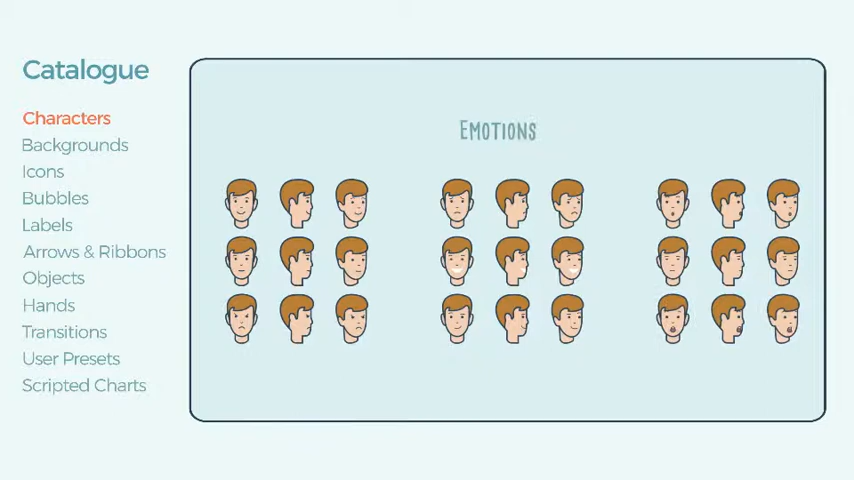 Catalogue
Characters
Backgrounds
Icons
Bubbles
Labels
Arrows & Ribbons
Objects
Hands
Transitions
User Presets
Scripted Charts
EMOTIONS